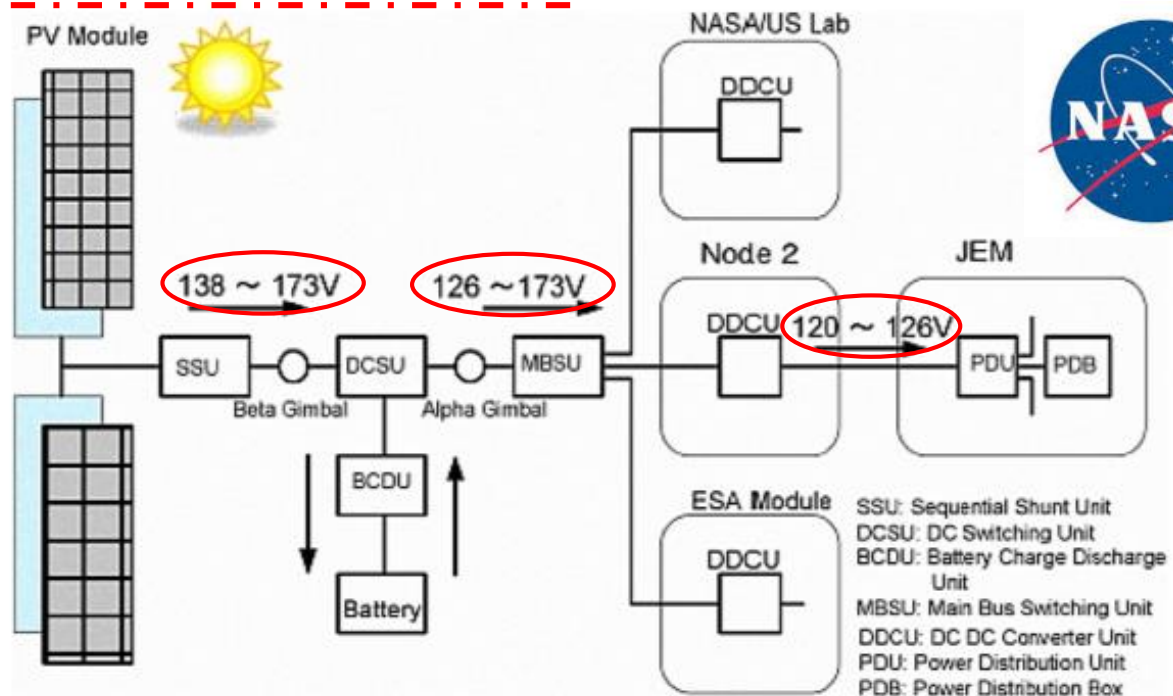 PV Module
NASA/US Lab
DDCU
NAS
138 ~ 173V
126 ~173V
Node 2
JEM
DDCU
120 ~ 126V
SSU
DCSU
MBSU
PDU
PDB
Beta Gimbal
Alpha Gimbal
BCDU
Battery
ESA Module
DDCU
SSU: Sequential Shunt Unit
DCSU: DC Switching Unit
BCDU: Battery Charge Discharge
Unit
MBSU: Main Bus Switching Unit
DDCU: DC DC Converter Unit
PDU: Power Distribution Unit
PDB: Power Distribution Box